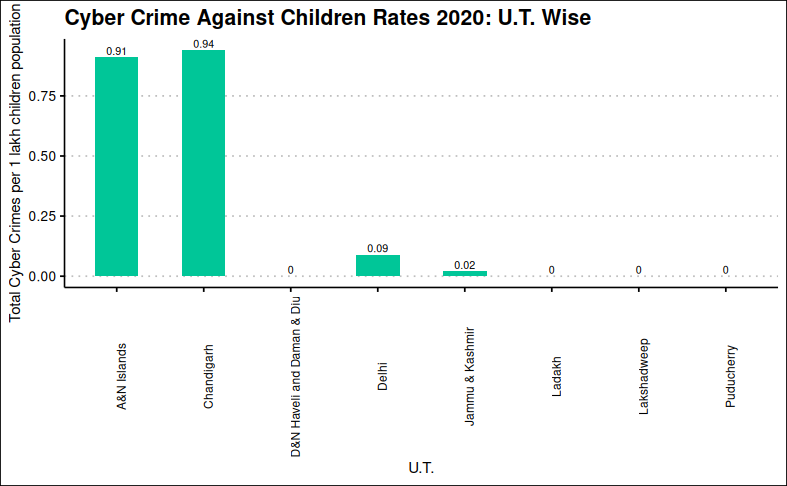 Cyber Crime Against Children Rates 2020: U.T. Wise
Total Cyber Crimes per 1 lakh children population
0.75
0.50
0.25
0.00
0.91
0.94
0
0.09
0.02
0
0
0
A&N Islands
Chandigarh
D&N Haveli and Daman & Diu
Delhi
Jammu & Kashmir
Ladakh
Lakshadweep
Puducherry
U.T.